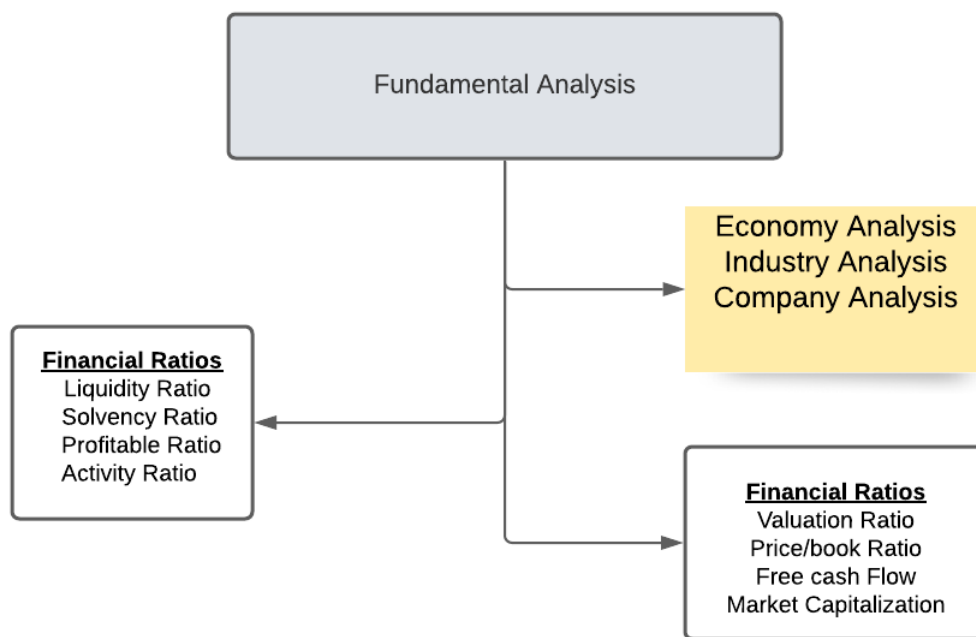 Fundamental Analysis
Economy Analysis
Industry Analysis
Company Analysis
Financial Ratios
Liquidity Ratio
Solvency Ratio
Profitable Ratio
Activity Ratio
Financial Ratios
Valuation Ratio
Price/book Ratio
Free cash Flow
Market Capitalization